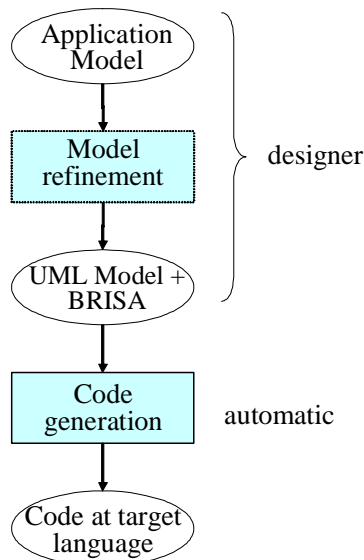 Application
Model
Model
refinement
designer
UML Model +
BRISA
Code
generation
automatic
Code at target
language